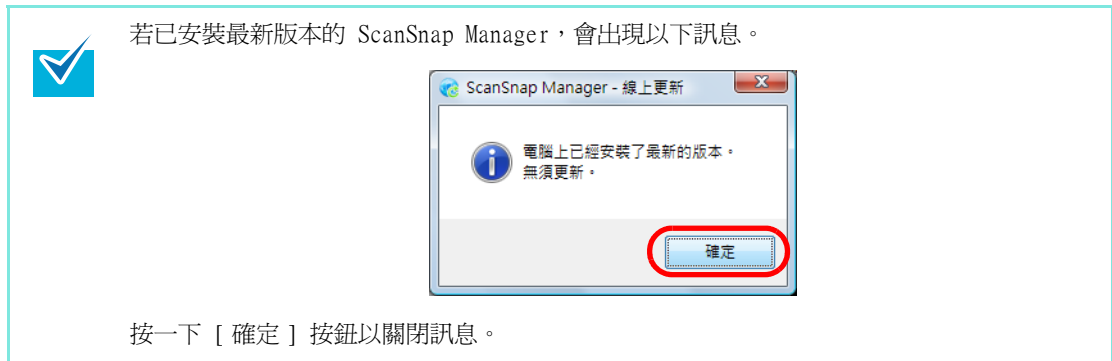 若已安裝最新版本的 ScanSnap Manager，會出現以下訊息。
ScanSnap Manager - 線上更新
電腦上已經安裝了最新的版本。
無須更新。
確定
按一下 [ 確定 ] 按鈕以關閉訊息。